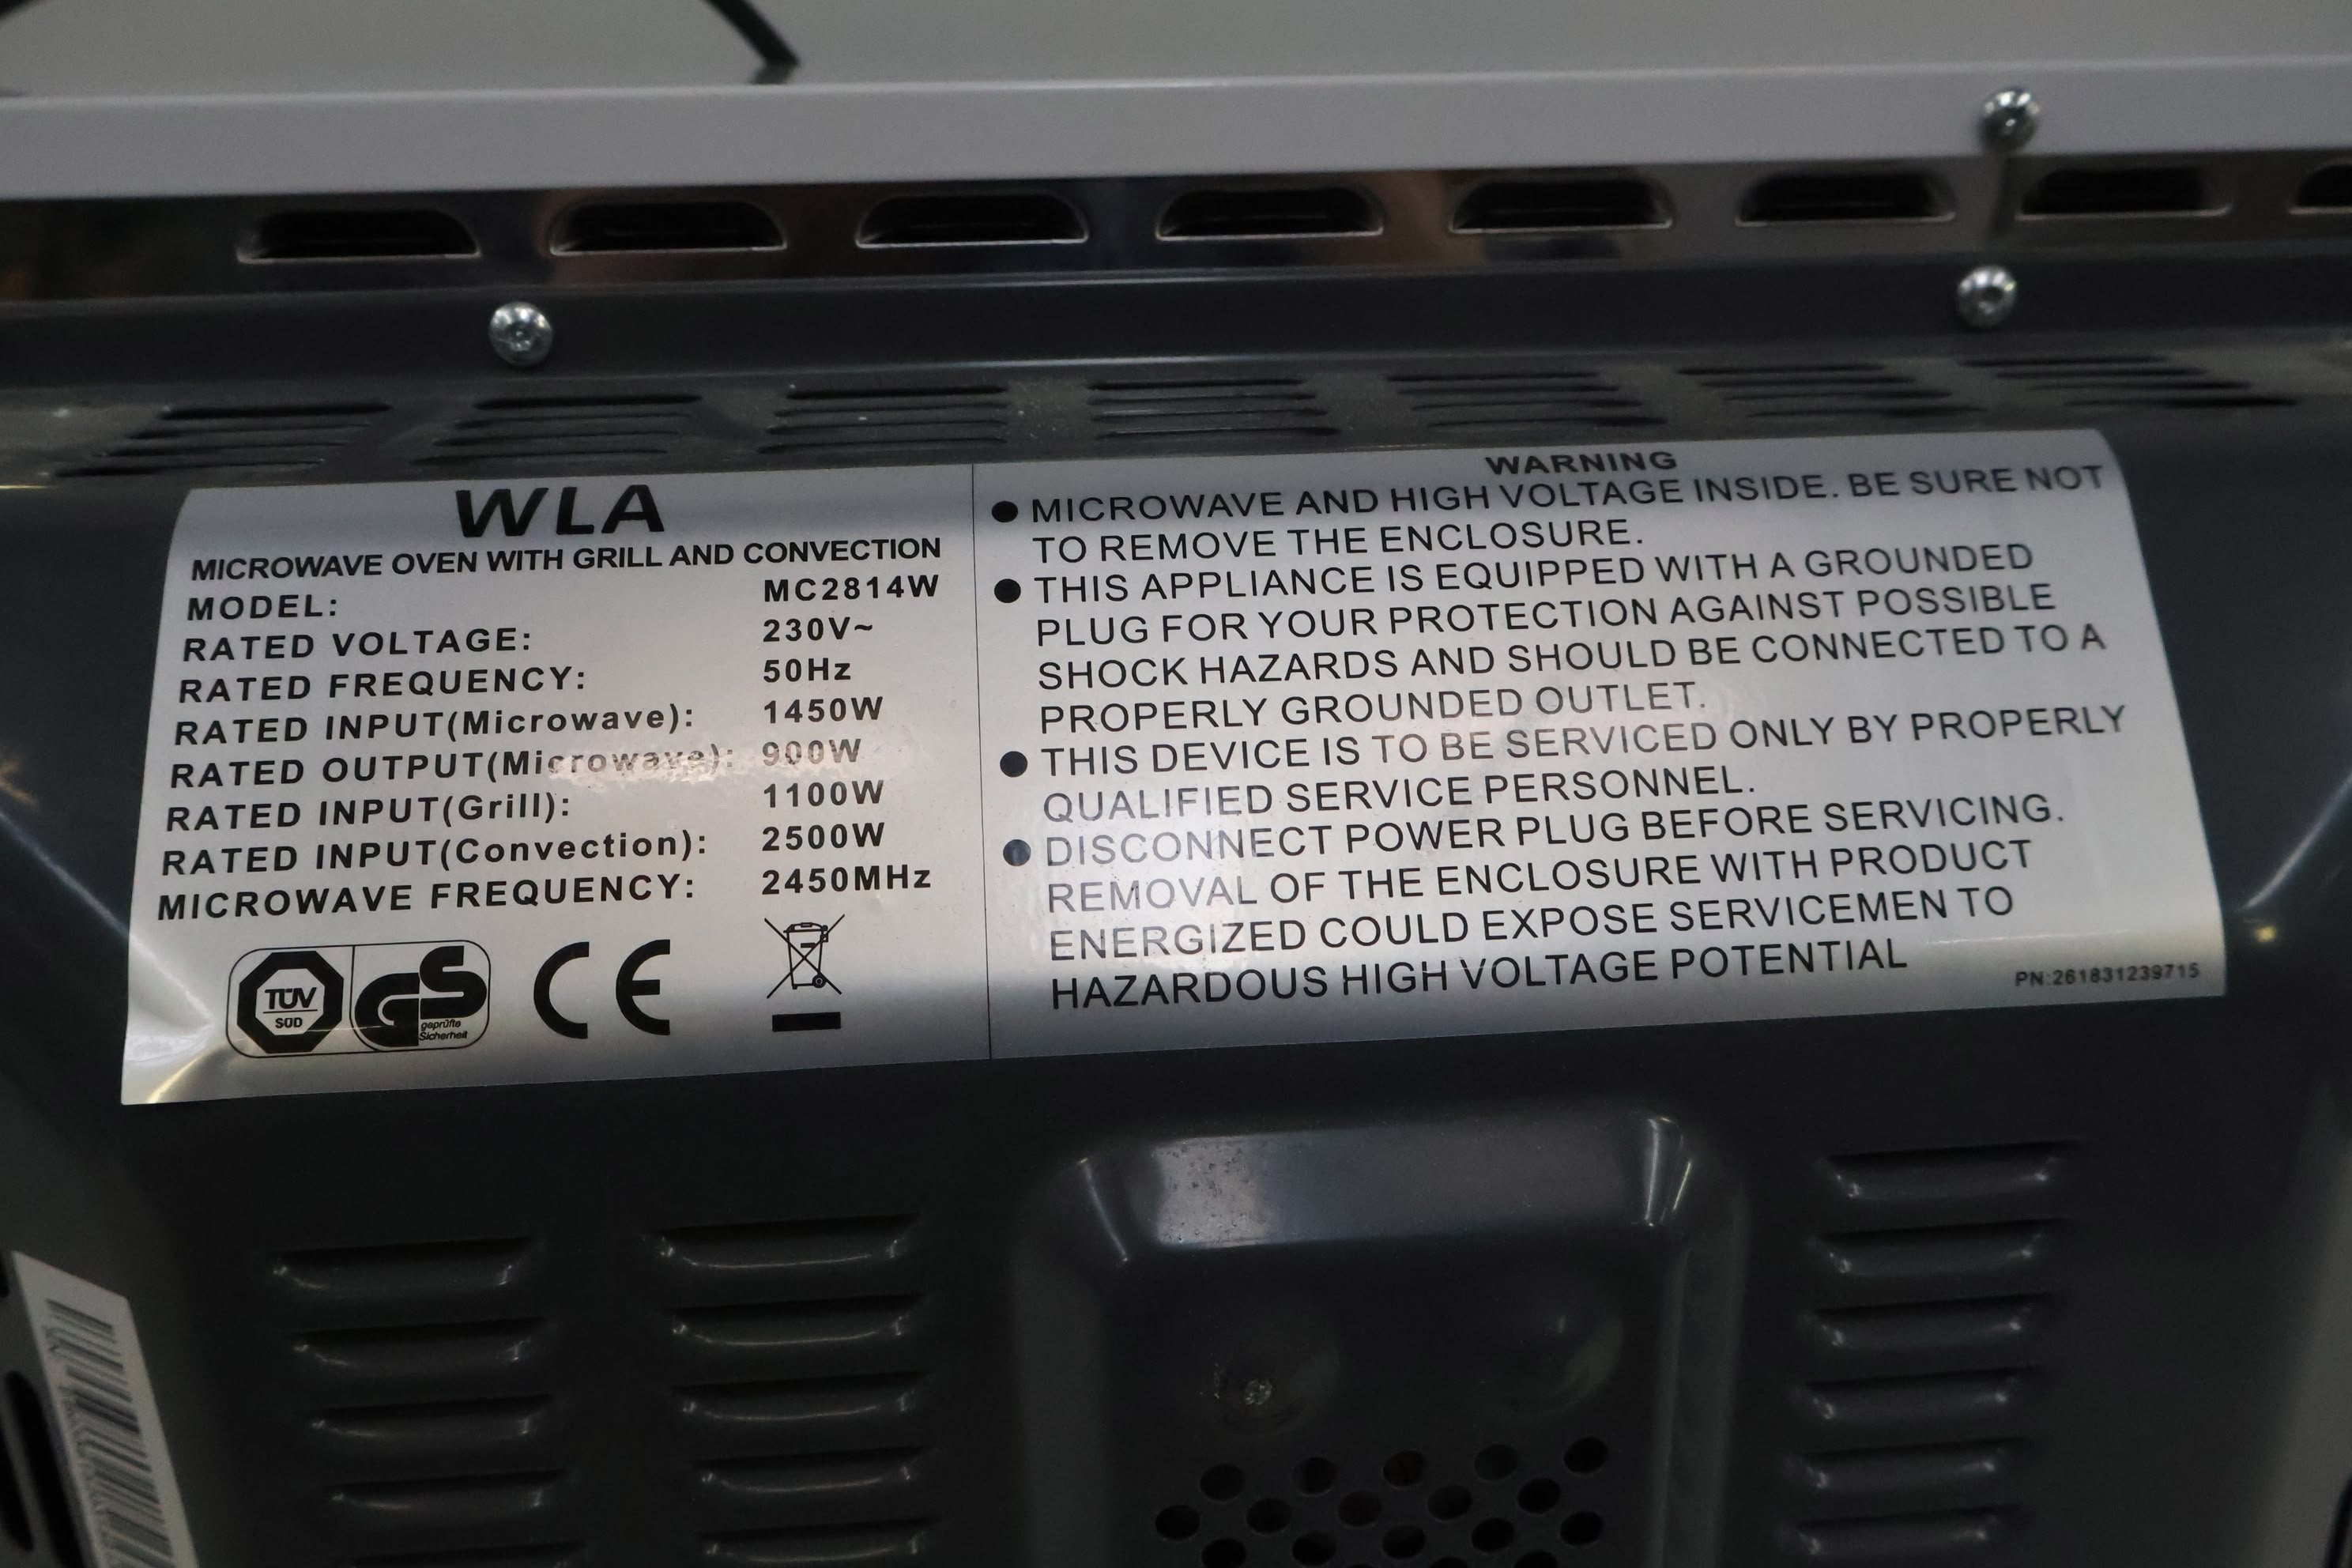 WLA
MICROWAVE OVEN WITH GRILL AND CONVECTION
MODEL: MC2814W
RATED VOLTAGE: 230V~
RATED FREQUENCY: 50Hz
RATED INPUT(Microwave): 1450W
RATED OUTPUT(Microwave): 900W
RATED INPUT(Grill): 1100W
RATED INPUT(Convection): 2500W
MICROWAVE FREQUENCY: 2450MHz
TÜV
SÜD
GS
geprüfte
Sicherheit
CE
WARNING
● MICROWAVE AND HIGH VOLTAGE INSIDE. BE SURE NOT
TO REMOVE THE ENCLOSURE.
● THIS APPLIANCE IS EQUIPPED WITH A GROUNDED
PLUG FOR YOUR PROTECTION AGAINST POSSIBLE
SHOCK HAZARDS AND SHOULD BE CONNECTED TO A
PROPERLY GROUNDED OUTLET.
● THIS DEVICE IS TO BE SERVICED ONLY BY PROPERLY
QUALIFIED SERVICE PERSONNEL.
● DISCONNECT POWER PLUG BEFORE SERVICING.
REMOVAL OF THE ENCLOSURE WITH PRODUCT
ENERGIZED COULD EXPOSE SERVICEMEN TO
HAZARDOUS HIGH VOLTAGE POTENTIAL
PN:261831239715